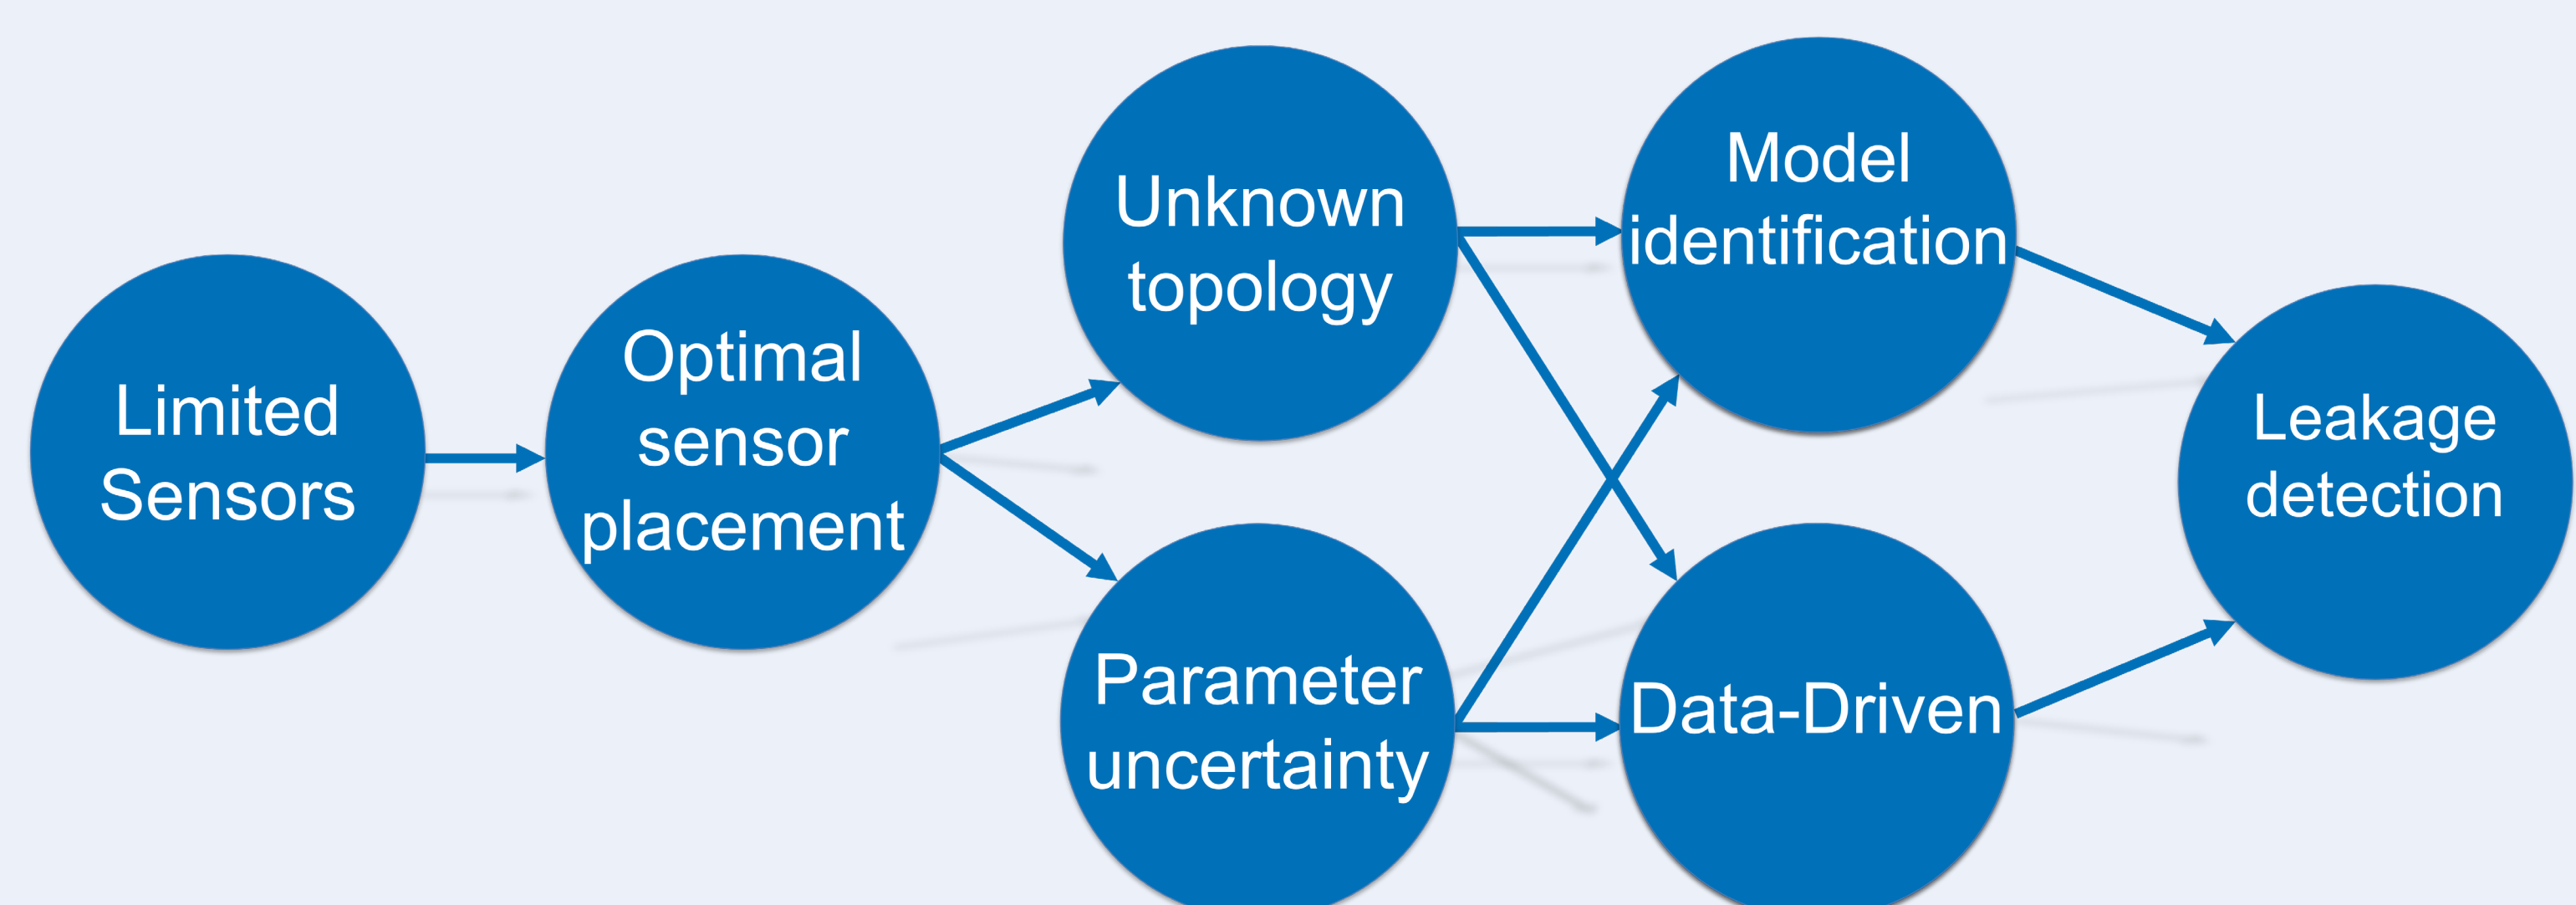 Limited
Sensors
Optimal
sensor
placement
Unknown
topology
Parameter
uncertainty
Model
identification
Data-Driven
Leakage
detection